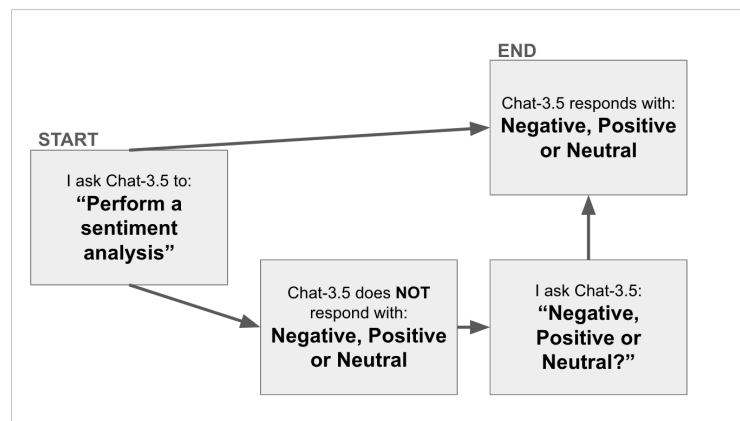 START
I ask Chat-3.5 to:
“Perform a
sentiment
analysis”
Chat-3.5 does NOT
respond with:
Negative, Positive
or Neutral
I ask Chat-3.5:
“Negative,
Positive or
Neutral?”
END
Chat-3.5 responds with:
Negative, Positive
or Neutral